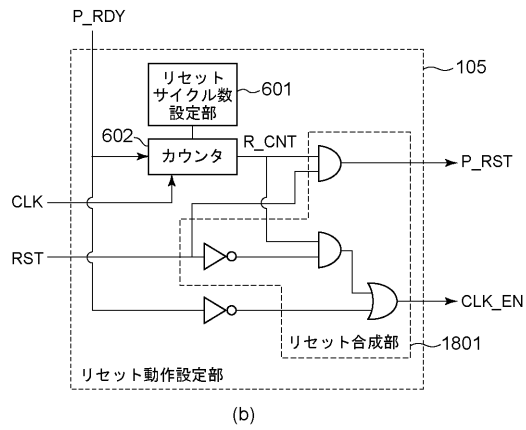 P_RDY
105
リセット
サイクル数
設定部
601
602
カウンタ
R_CNT
P_RST
CLK
RST
CLK_EN
リセット合成部
1801
リセット動作設定部
(b)